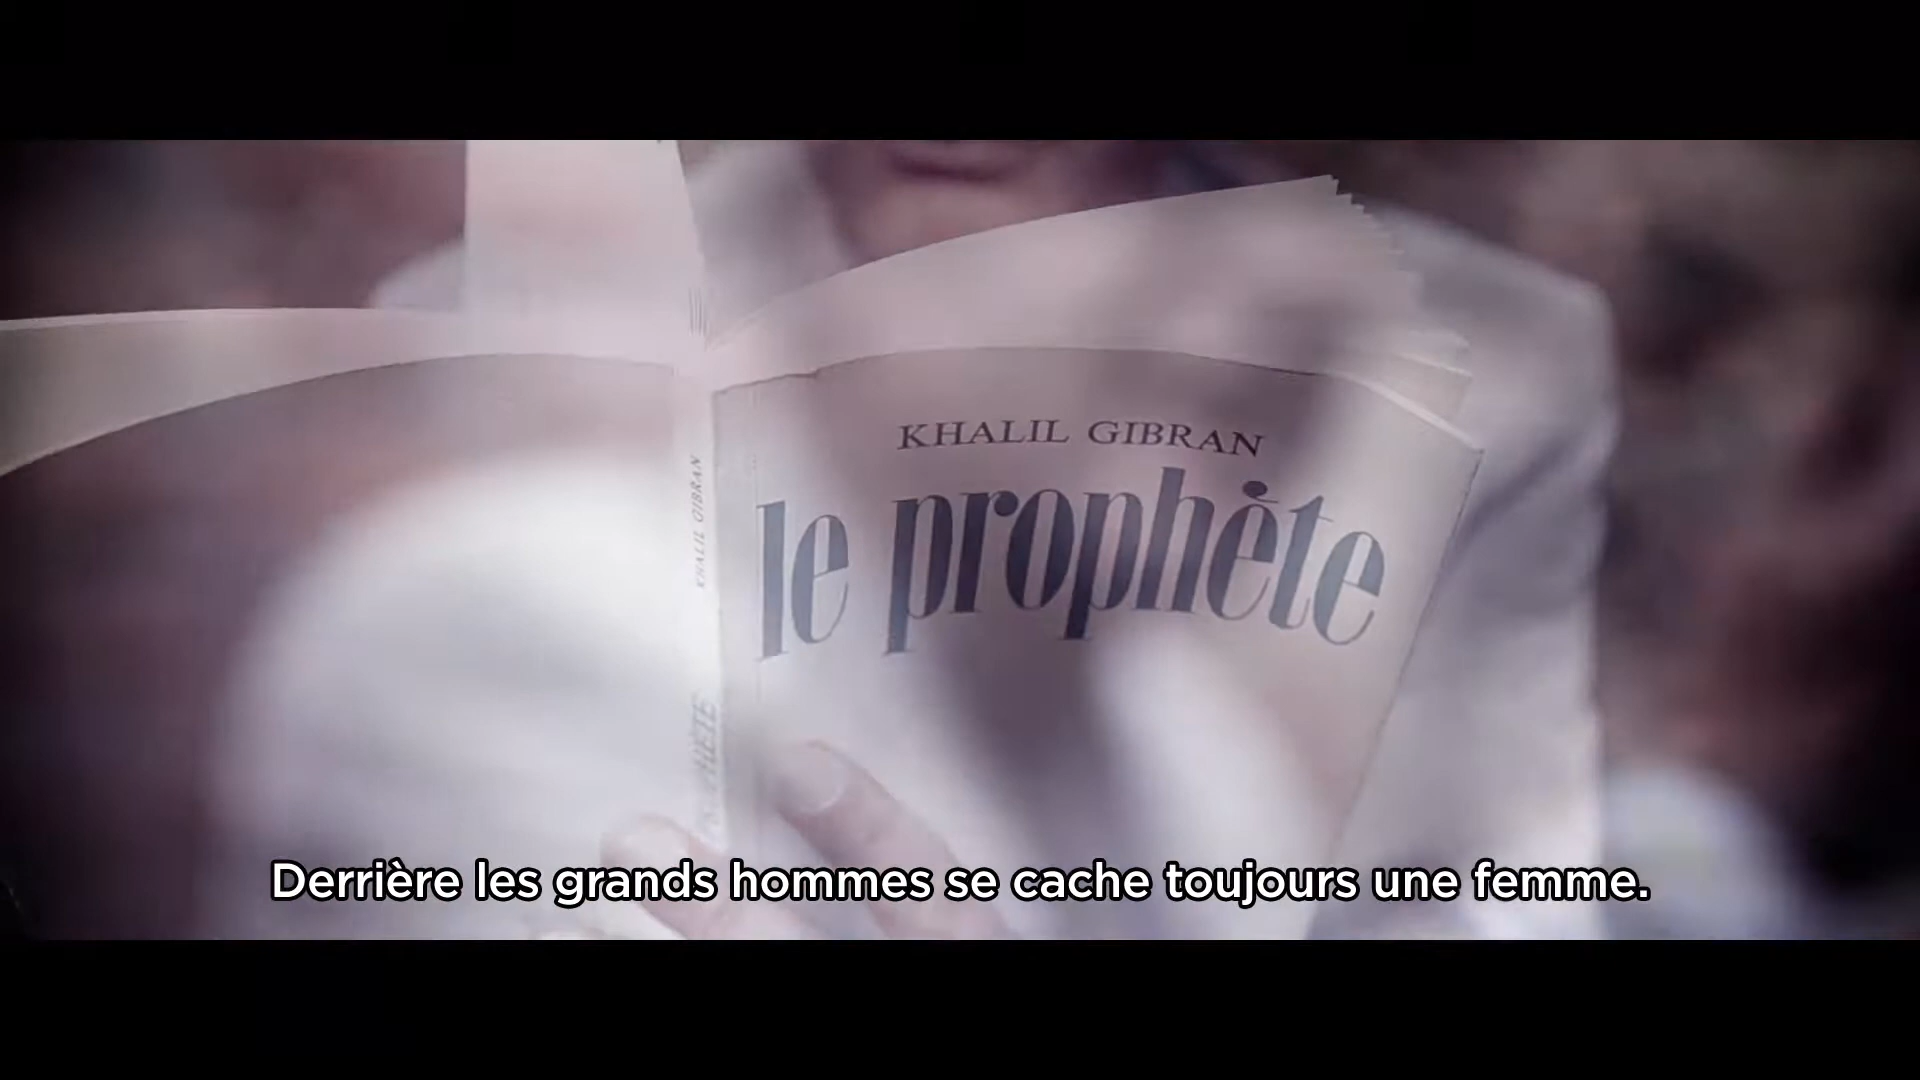 KHALIL GIBRAN
le prophète
KHALIL GIBRAN
Derrière les grands hommes se cache toujours une femme.